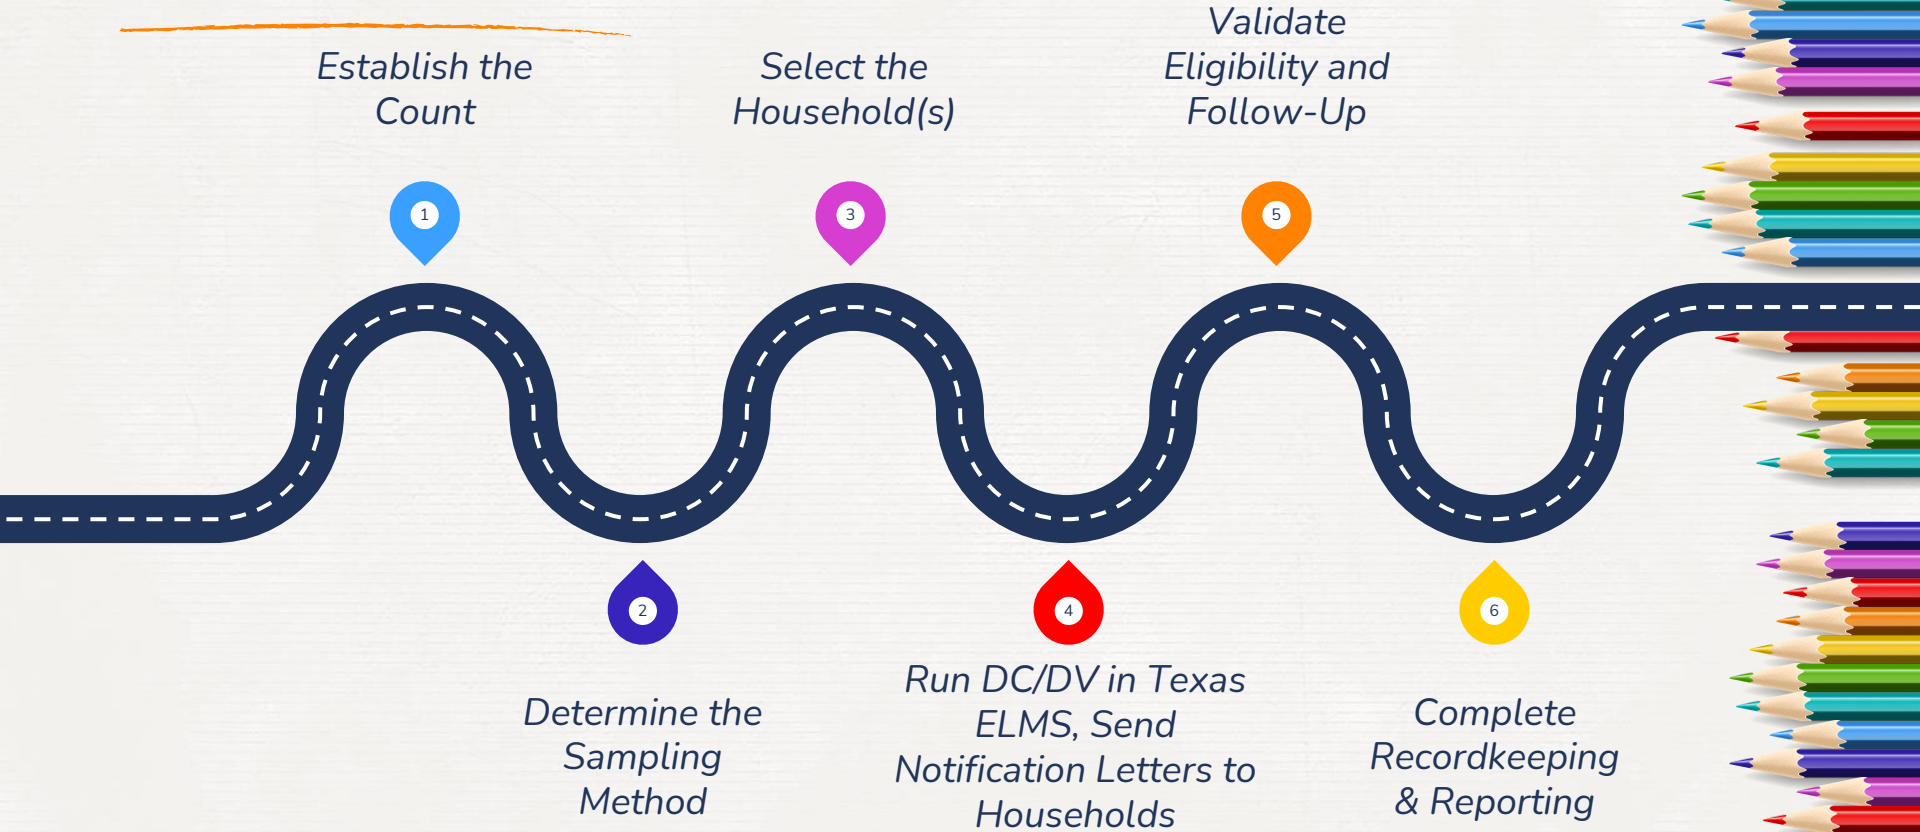 Establish the
Count
1
Determine the
Sampling
Method
2
Select the
Household(s)
3
Run DC/DV in Texas
ELMS, Send
Notification Letters to
Households
4
Validate
Eligibility and
Follow-Up
5
Complete
Recordkeeping
& Reporting
6